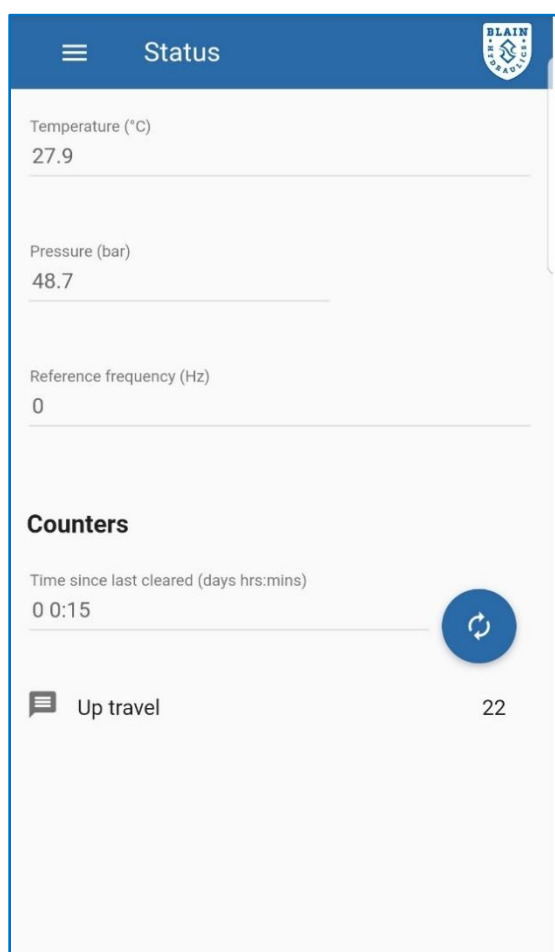 Status
BLAIN
HYDRAULICS
Temperature (°C)
27.9
Pressure (bar)
48.7
Reference frequency (Hz)
0
Counters
Time since last cleared (days hrs:mins)
0 0:15
Up travel
22